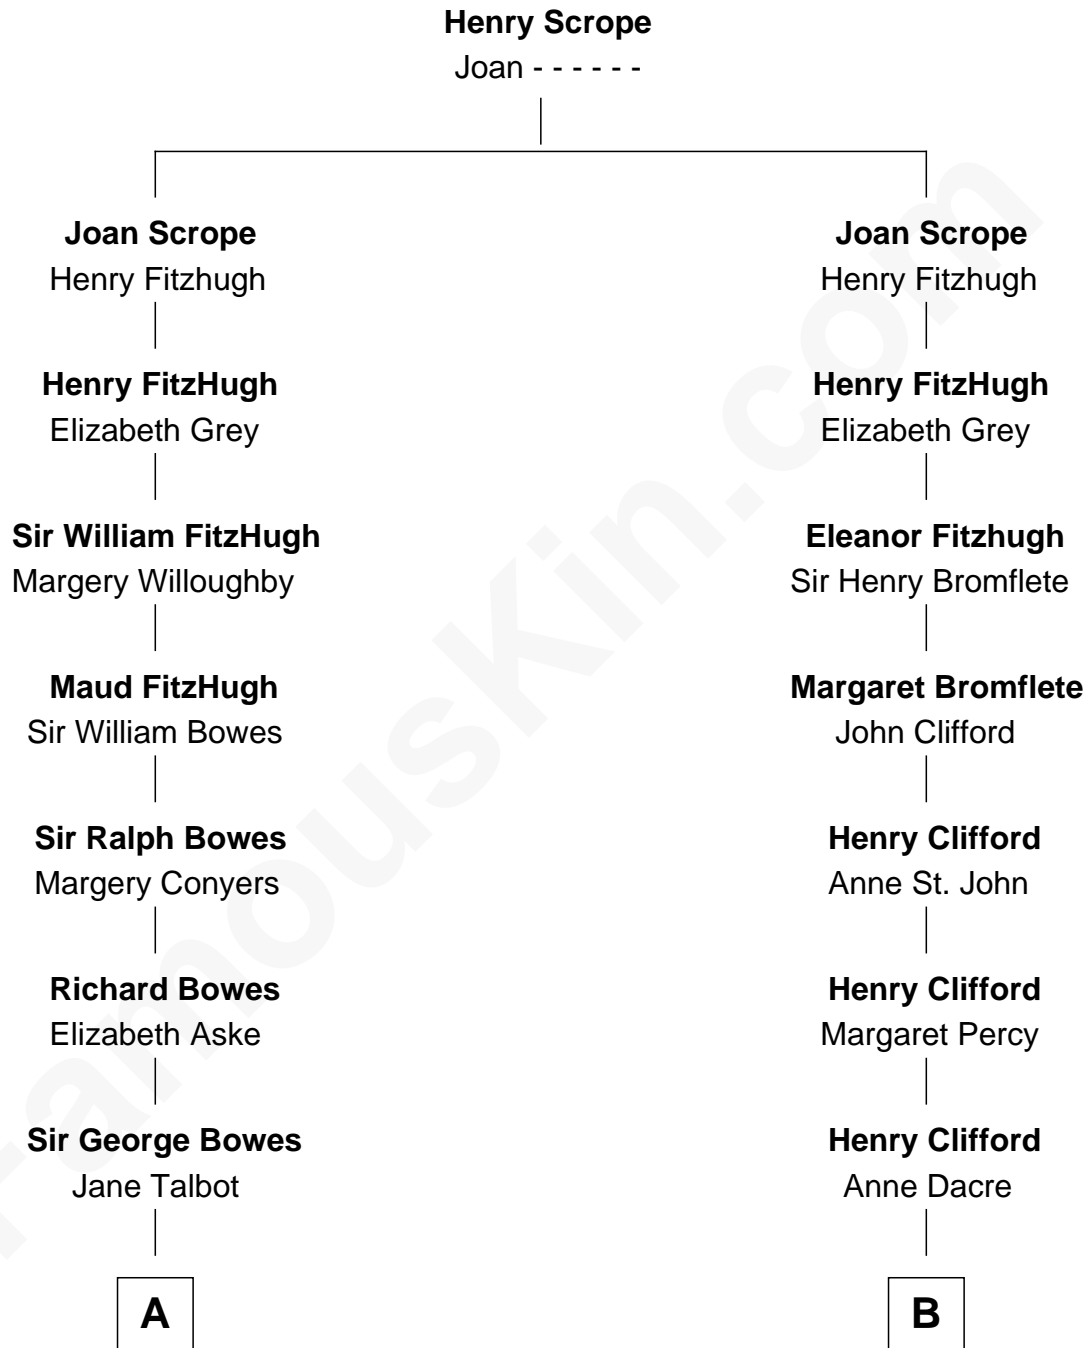 Henry Scrope
Joan - - - - - -
Joan Scrope
Henry Fitzhugh
Henry FitzHugh
Elizabeth Grey
Sir William FitzHugh
Margery Willoughby
Maud FitzHugh
Sir William Bowes
Sir Ralph Bowes
Margery Conyers
Richard Bowes
Elizabeth Aske
Sir George Bowes
Jane Talbot
A
Joan Scrope
Henry Fitzhugh
Henry FitzHugh
Elizabeth Grey
Eleanor Fitzhugh
Sir Henry Bromflete
Margaret Bromflete
John Clifford
Henry Clifford
Anne St. John
Henry Clifford
Margaret Percy
Henry Clifford
Anne Dacre
B
FamousKin.com